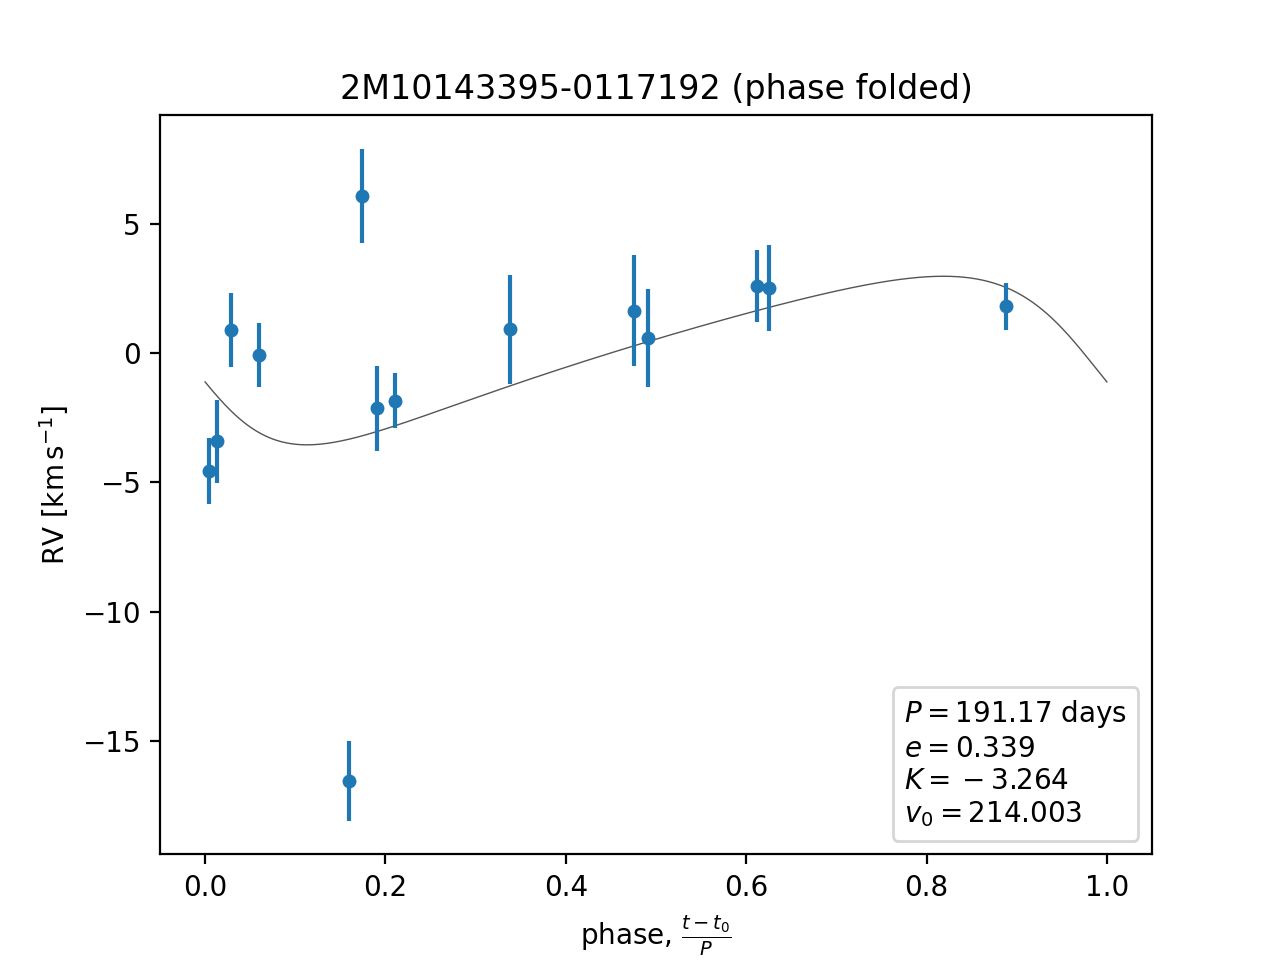 2M10143395-0117192 (phase folded)
RV [km s⁻¹]
5
0
−5
−10
−15
P = 191.17 days
e = 0.339
K = −3.264
v₀ = 214.003
0.0 0.2 0.4 0.6 0.8 1.0
phase, (t − t₀)/P